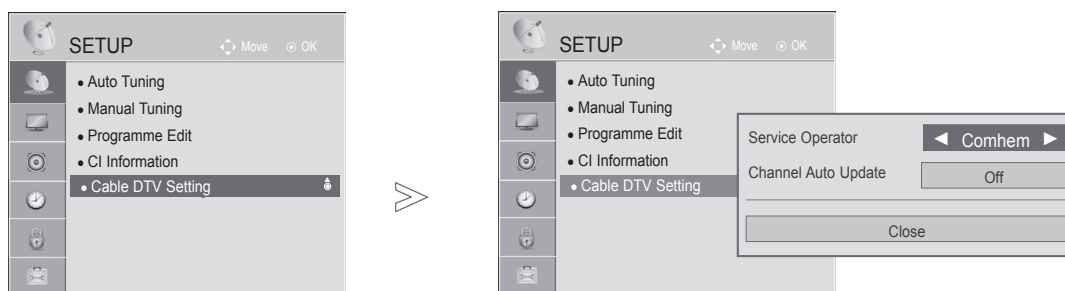 SETUP
Move OK
• Auto Tuning
• Manual Tuning
• Programme Edit
• CI Information
• Cable DTV Setting
SETUP
Move OK
• Auto Tuning
• Manual Tuning
• Programme Edit
• CI Information
• Cable DTV Setting
Service Operator ◄ Comhem ►
Channel Auto Update Off
Close